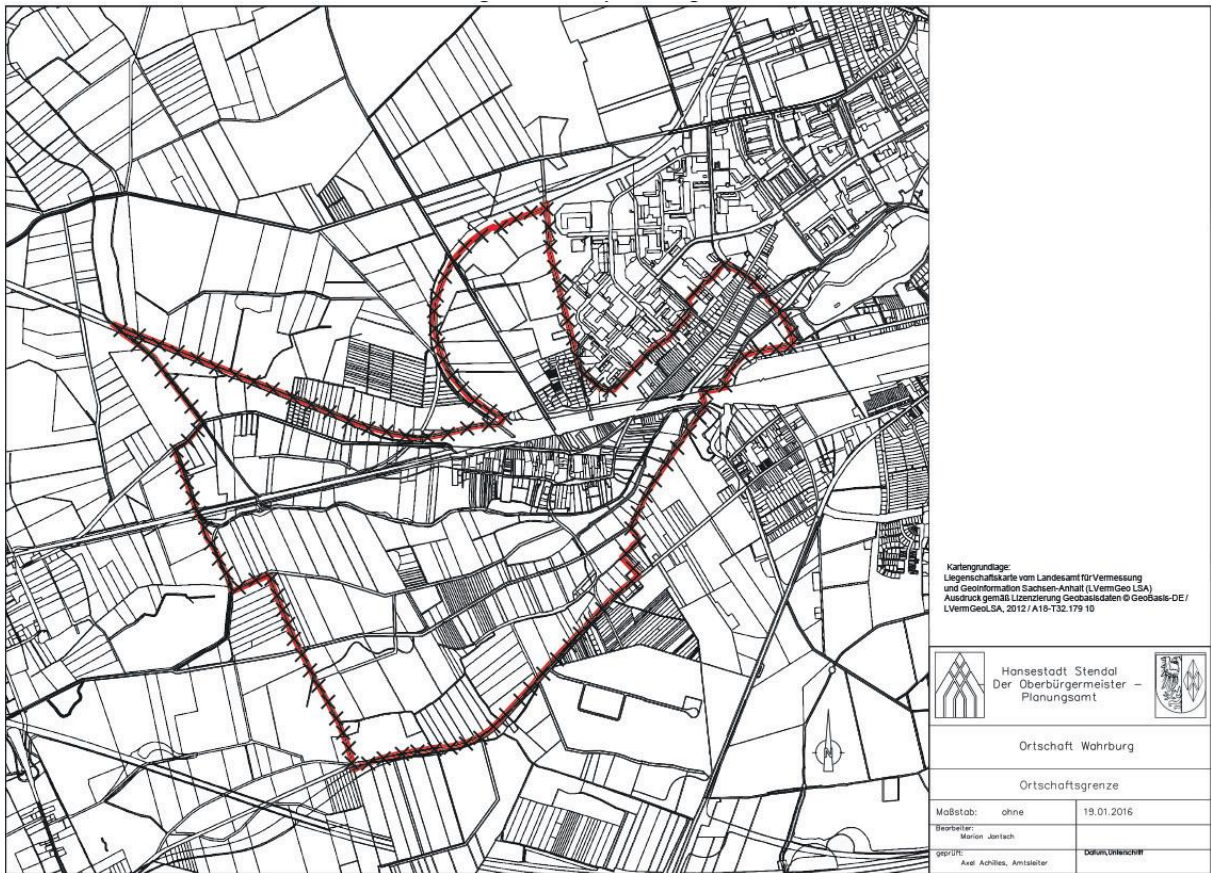 Kartengrundlage:
Liegenschaftskarte vom Landesamt für Vermessung
und Geoinformation Sachsen-Anhalt (LVermGeo LSA)
Ausdruck gemäß Lizenzierung Geobasisdaten © GeoBasis-DE /
LVermGeoLSA, 2012 / A18-T32.179 10
Hansestadt Stendal
Der Oberbürgermeister –
Planungsamt
Ortschaft Wahrburg
Ortschaftsgrenze
Maßstab: ohne
19.01.2016
Bearbeiter:
Marion Jantsch
geprüft:
Axel Achilles, Amtsleiter
Datum,Unterschrift
N